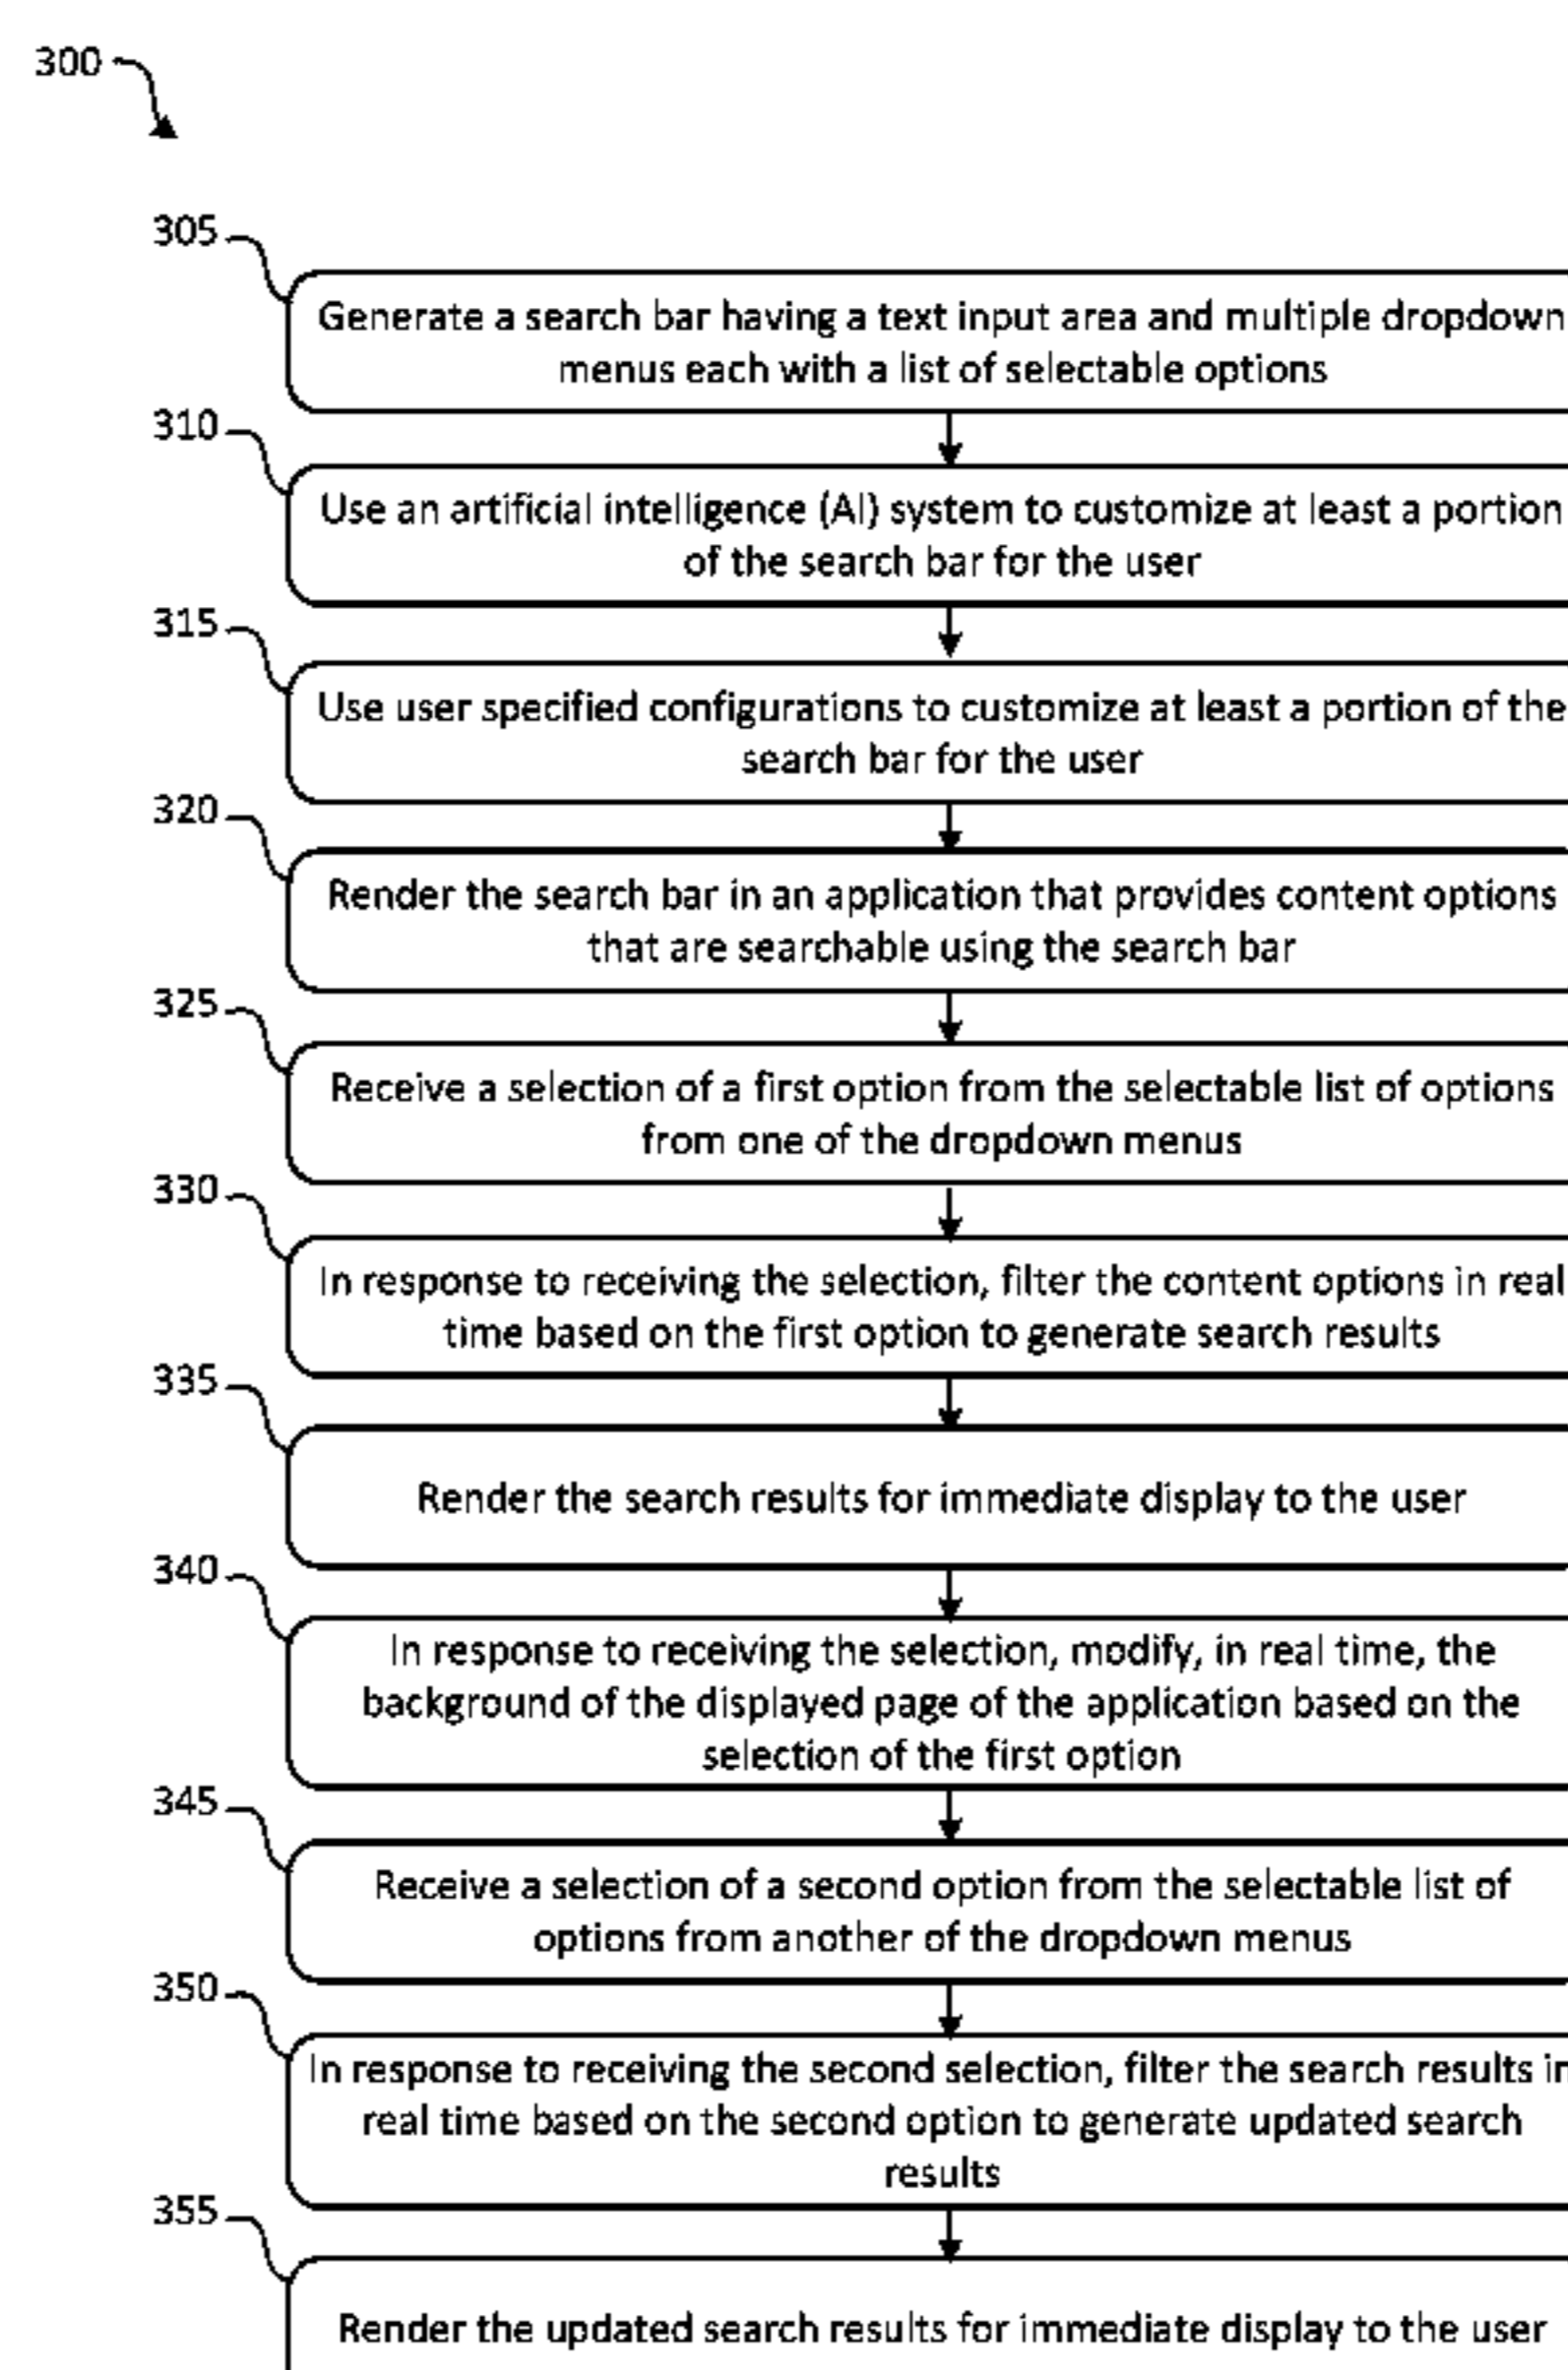 300
305
Generate a search bar having a text input area and multiple dropdown
menus each with a list of selectable options
310
Use an artificial intelligence (AI) system to customize at least a portion
of the search bar for the user
315
Use user specified configurations to customize at least a portion of the
search bar for the user
320
Render the search bar in an application that provides content options
that are searchable using the search bar
325
Receive a selection of a first option from the selectable list of options
from one of the dropdown menus
330
In response to receiving the selection, filter the content options in real
time based on the first option to generate search results
335
Render the search results for immediate display to the user
340
In response to receiving the selection, modify, in real time, the
background of the displayed page of the application based on the
selection of the first option
345
Receive a selection of a second option from the selectable list of
options from another of the dropdown menus
350
In response to receiving the second selection, filter the search results in
real time based on the second option to generate updated search
results
355
Render the updated search results for immediate display to the user